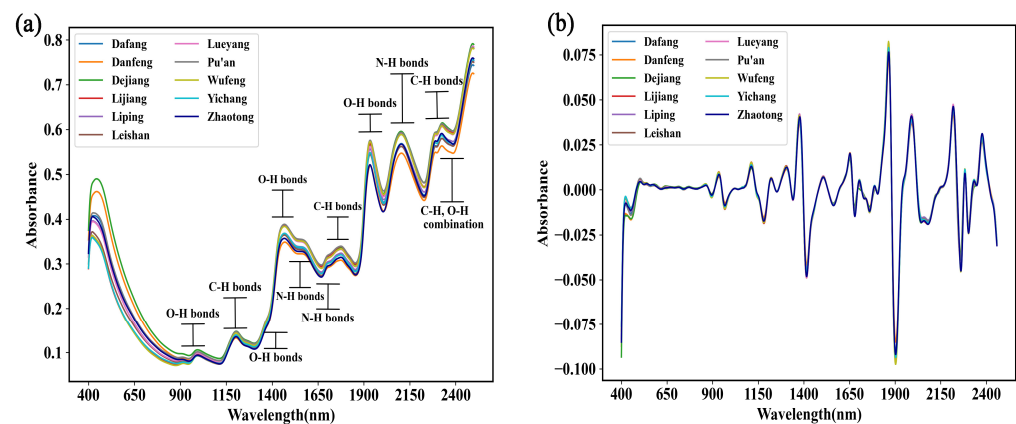 (a)
0.8
0.7
0.6
0.5
0.4
0.3
0.2
0.1
Absorbance
Dafang
Danfeng
Dejiang
Lijiang
Liping
Leishan
Lueyang
Pu'an
Wufeng
Yichang
Zhaotong
N-H bonds
C-H bonds
O-H bonds
O-H bonds
C-H bonds
C-H, O-H
combination
C-H bonds
O-H bonds
N-H bonds
N-H bonds
O-H bonds
400 650 900 1150 1400 1650 1900 2150 2400
Wavelength(nm)
(b)
0.075
0.050
0.025
0.000
−0.025
−0.050
−0.075
−0.100
Absorbance
Dafang
Danfeng
Dejiang
Lijiang
Liping
Leishan
Lueyang
Pu'an
Wufeng
Yichang
Zhaotong
400 650 900 1150 1400 1650 1900 2150 2400
Wavelength(nm)